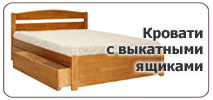 Кровати
с выкатными
ящиками